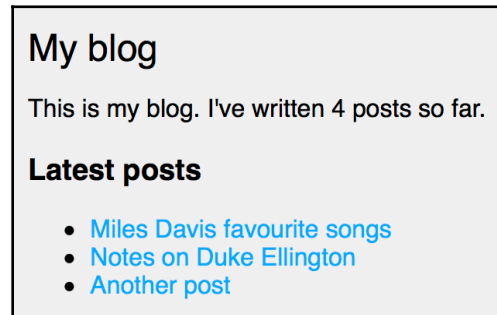 My blog
This is my blog. I've written 4 posts so far.
Latest posts
Miles Davis favourite songs
Notes on Duke Ellington
Another post